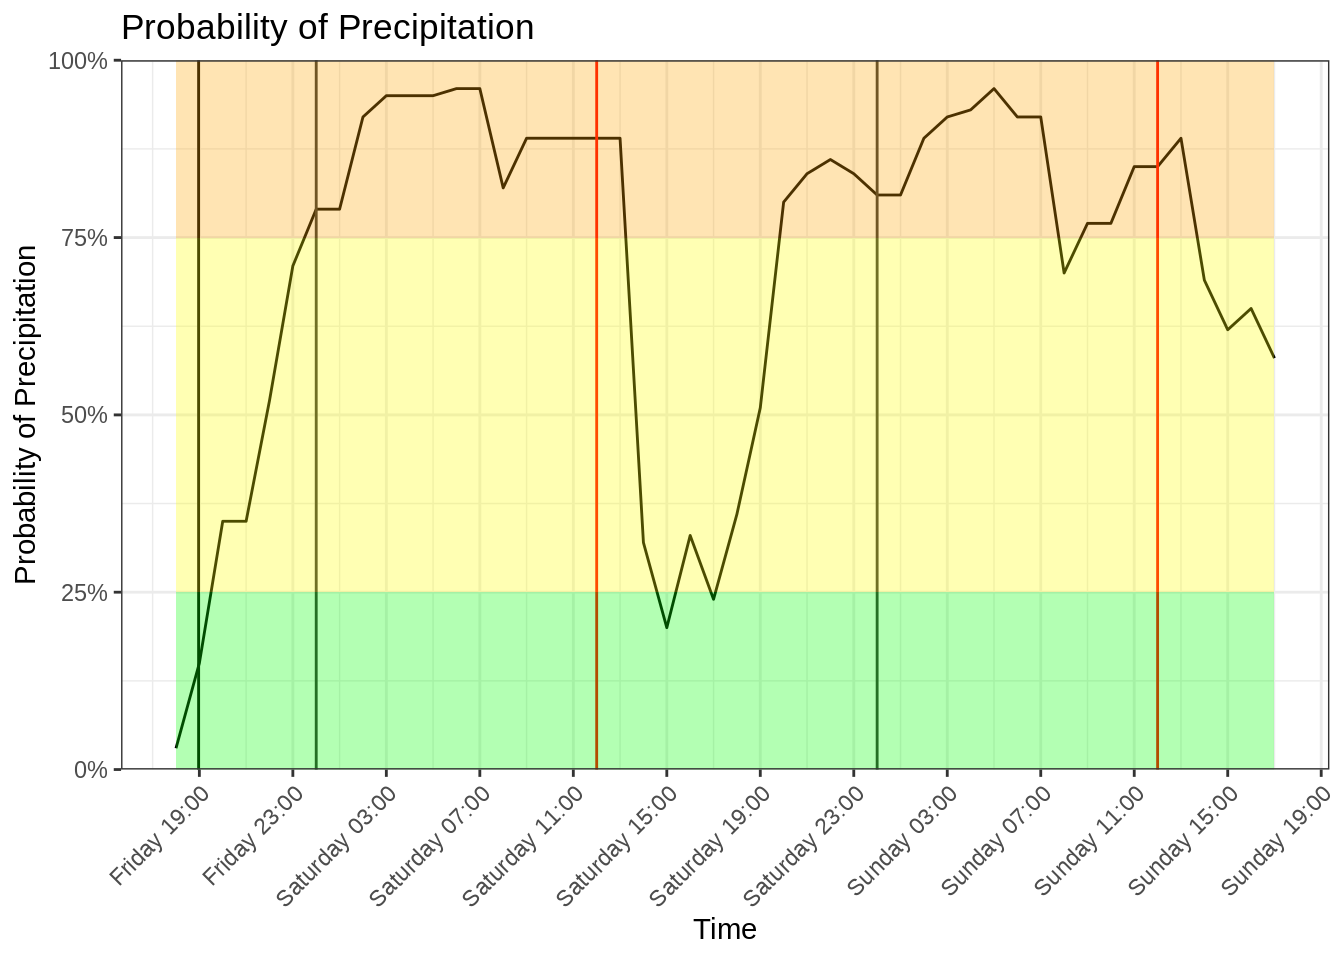 Probability of Precipitation
Probability of Precipitation
100%
75%
50%
25%
0%
Friday 19:00
Friday 23:00
Saturday 03:00
Saturday 07:00
Saturday 11:00
Saturday 15:00
Saturday 19:00
Saturday 23:00
Sunday 03:00
Sunday 07:00
Sunday 11:00
Sunday 15:00
Sunday 19:00
Time